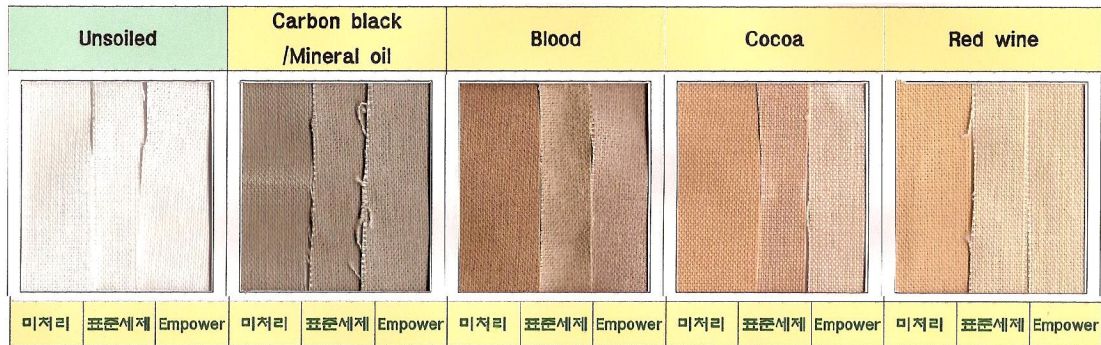 Unsoiled
Carbon black
/Mineral oil
Blood
Cocoa
Red wine
미처리 표준세제 Empower
미처리 표준세제 Empower
미처리 표준세제 Empower
미처리 표준세제 Empower
미처리 표준세제 Empower